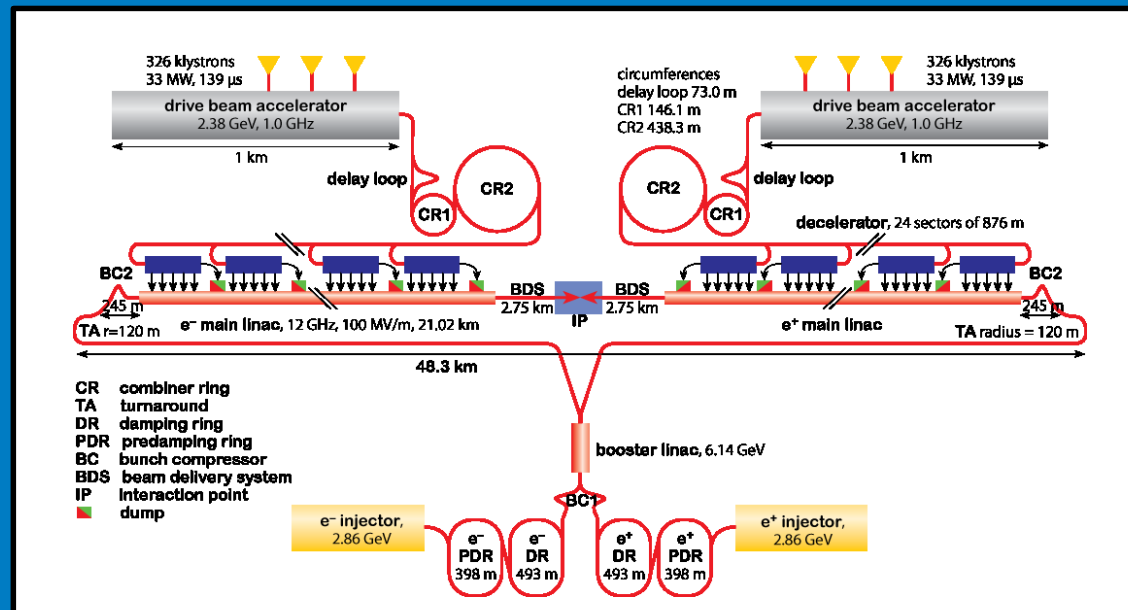 326 klystrons
33 MW, 139 µs
drive beam accelerator
2.38 GeV, 1.0 GHz
1 km
delay loop
CR1
CR2
circumferences
delay loop 73.0 m
CR1 146.1 m
CR2 438.3 m
326 klystrons
33 MW, 139 µs
drive beam accelerator
2.38 GeV, 1.0 GHz
1 km
CR2
CR1
delay loop
decelerator, 24 sectors of 876 m
BC2
245 m
TA r=120 m
e⁻ main linac, 12 GHz, 100 MV/m, 21.02 km
BDS
2.75 km
IP
BDS
2.75 km
e⁺ main linac
BC2
245 m
TA radius = 120 m
48.3 km
CR combiner ring
TA turnaround
DR damping ring
PDR predamping ring
BC bunch compressor
BDS beam delivery system
IP interaction point
dump
booster linac, 6.14 GeV
BC1
e⁻ injector,
2.86 GeV
e⁻
PDR
398 m
e⁻
DR
493 m
e⁺
DR
493 m
e⁺
PDR
398 m
e⁺ injector,
2.86 GeV